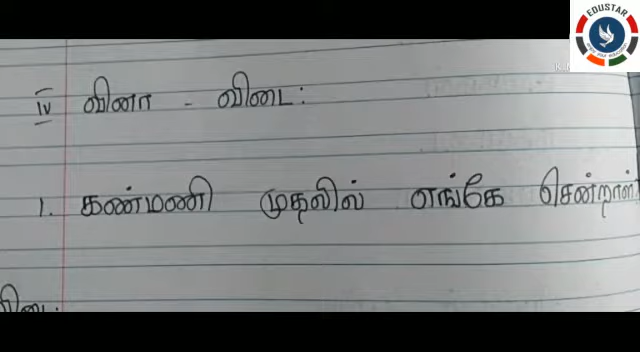 EDUSTAR
IV வினா - விடை:
1. கண்மணி முதலில் எங்கே சென்றாள்
விடை: